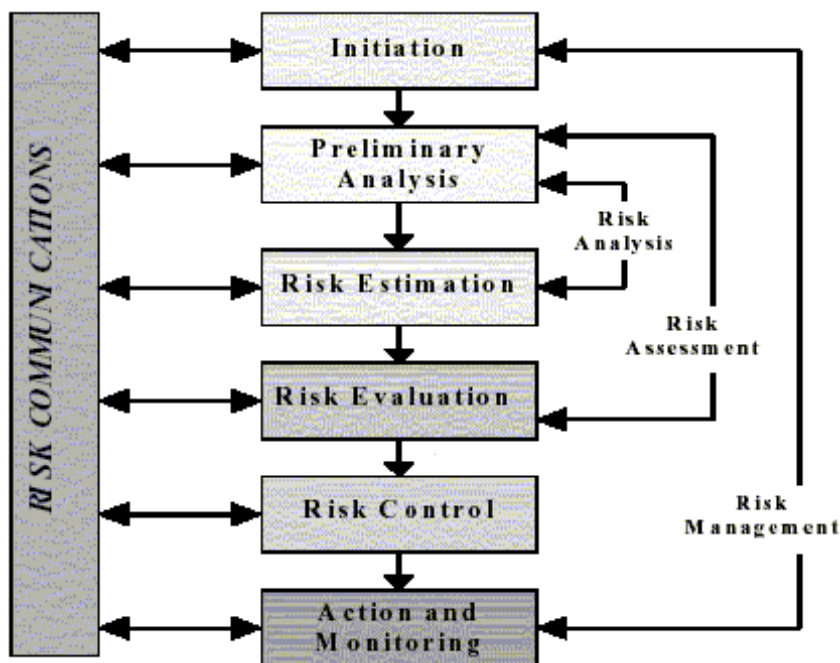 RISK COMMUNICATIONS
Initiation
Preliminary
Analysis
Risk
Analysis
Risk Estimation
Risk
Assessment
Risk Evaluation
Risk Control
Risk
Management
Action and
Monitoring